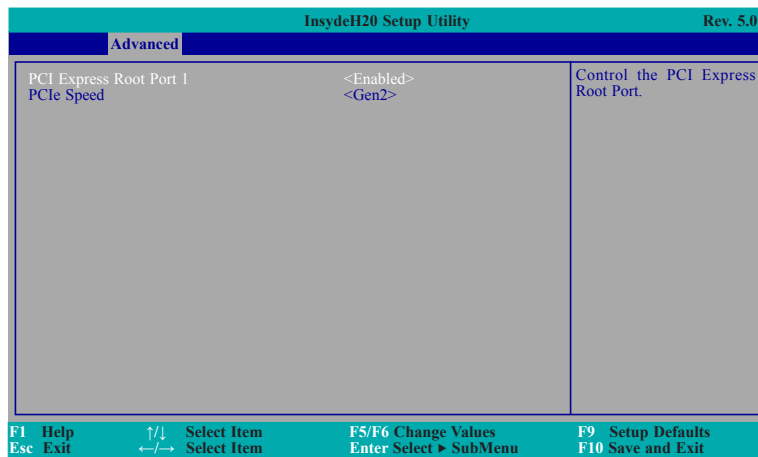 InsydeH20 Setup Utility Rev. 5.0
Advanced
PCI Express Root Port 1 <Enabled> Control the PCI Express
PCIe Speed <Gen2> Root Port.
F1 Help ↑/↓ Select Item F5/F6 Change Values F9 Setup Defaults
Esc Exit ←/→ Select Item Enter Select ► SubMenu F10 Save and Exit